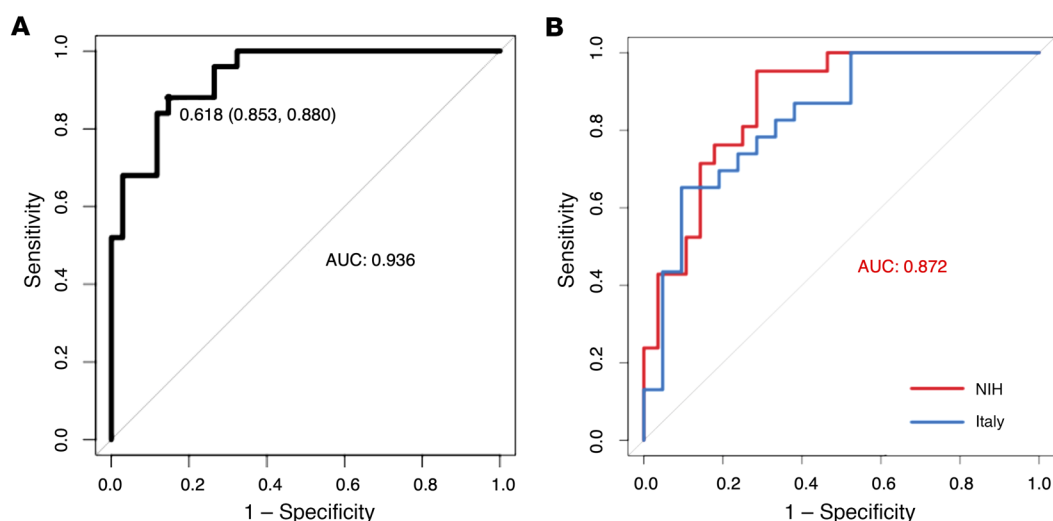 A
1.0
0.8
0.6
0.4
0.2
0.0
Sensitivity
0.618 (0.853, 0.880)
AUC: 0.936
0.0 0.2 0.4 0.6 0.8 1.0
1 – Specificity
B
1.0
0.8
0.6
0.4
0.2
0.0
Sensitivity
AUC: 0.872
NIH
Italy
0.0 0.2 0.4 0.6 0.8 1.0
1 – Specificity